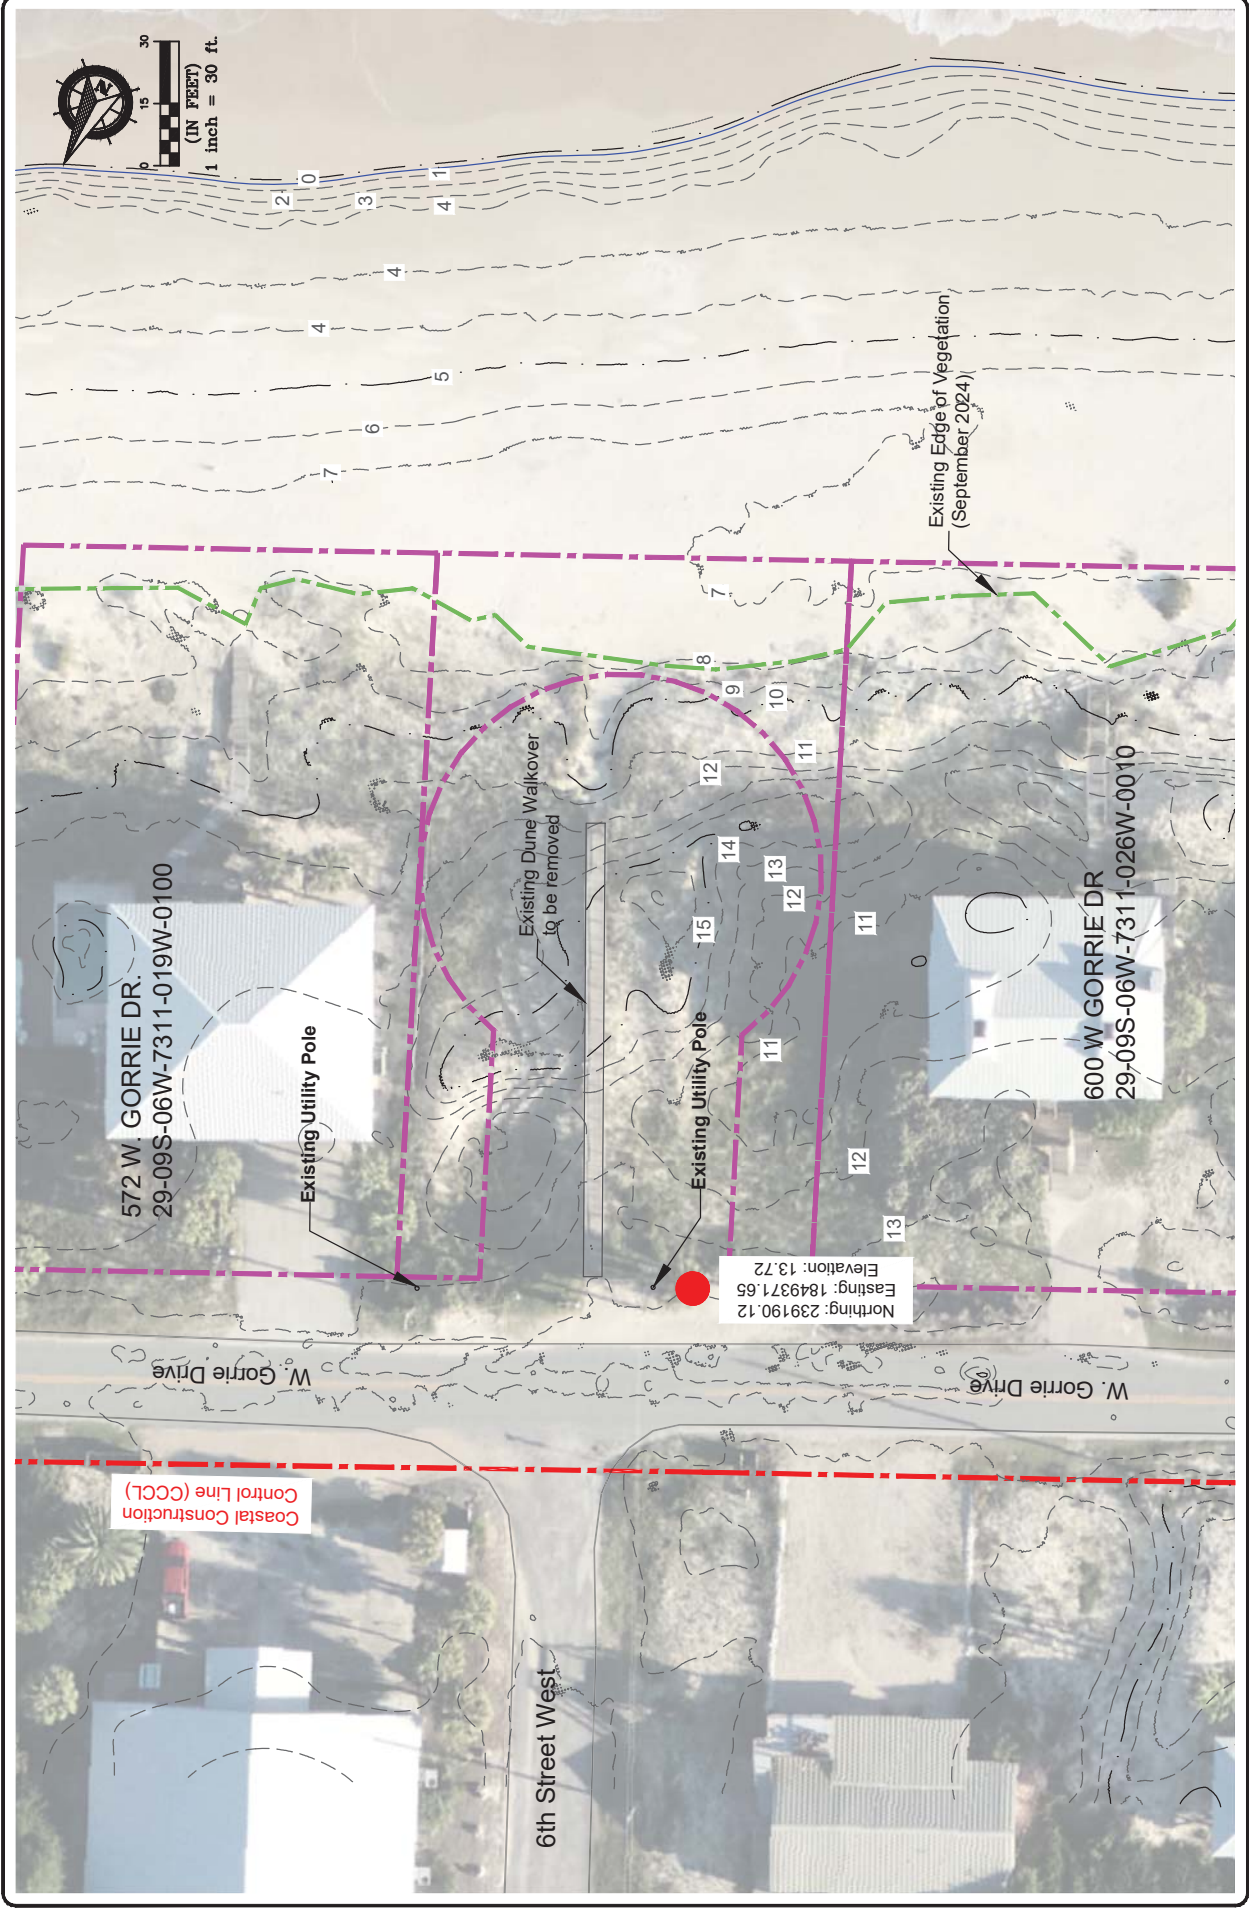 0 15 30
(IN FEET)
1 inch = 30 ft.
N
0
1
2
3
4
4
4
5
6
7
Existing Edge of Vegetation
(September 2024)
7
8
9
10
11
12
Existing Dune Walkover
to be removed
14
13
12
15
11
11
12
13
572 W. GORRIE DR.
29-09S-06W-7311-019W-0100
600 W GORRIE DR
29-09S-06W-7311-026W-0010
Existing Utility Pole
Existing Utility Pole
Northing: 239190.12
Easting: 1849371.65
Elevation: 13.72
W. Gorrie Drive
W. Gorrie Drive
Coastal Construction
Control Line (CCCL)
6th Street West